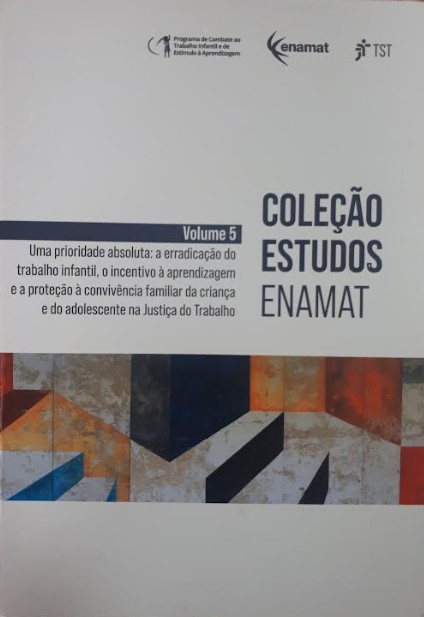 Programa de Combate ao
Trabalho Infantil e de
Estímulo à Aprendizagem
enamat
TST
Volume 5
Uma prioridade absoluta: a erradicação do
trabalho infantil, o incentivo à aprendizagem
e a proteção à convivência familiar da criança
e do adolescente na Justiça do Trabalho
COLEÇÃO
ESTUDOS
ENAMAT